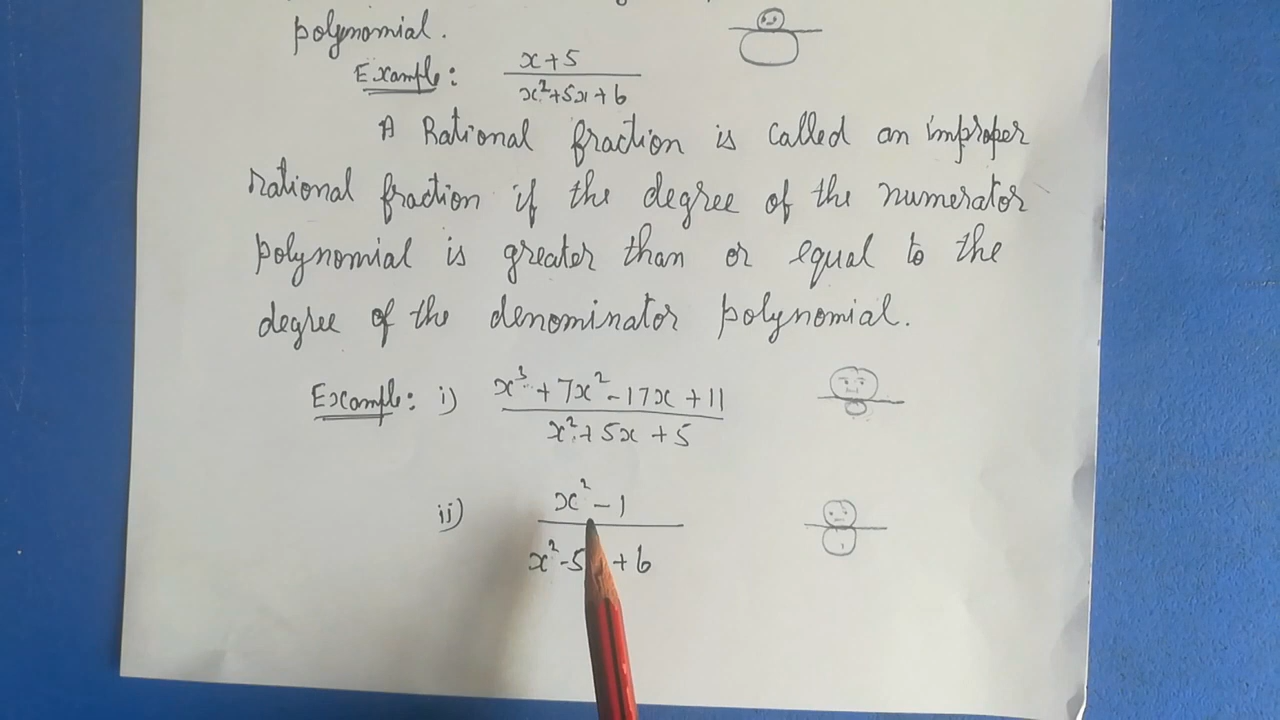 polynomial.
Example: x+5
x²+5x+6
A Rational fraction is called an improper
rational fraction if the degree of the numerator
polynomial is greater than or equal to the
degree of the denominator polynomial.
Example: i) x³+7x²-17x+11
x²+5x+5
ii) x²-1
x²-5 +6